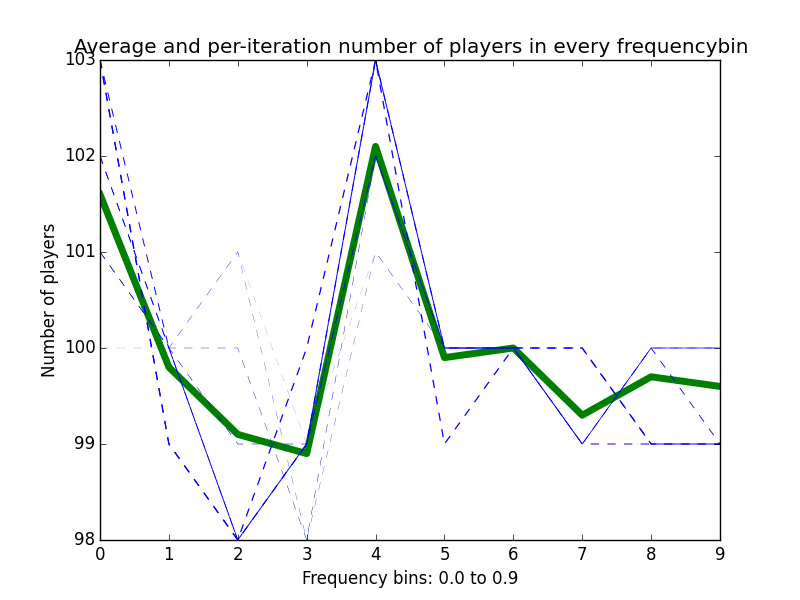 Average and per-iteration number of players in every frequencybin
103
102
101
100
99
98
Number of players
0 1 2 3 4 5 6 7 8 9
Frequency bins: 0.0 to 0.9